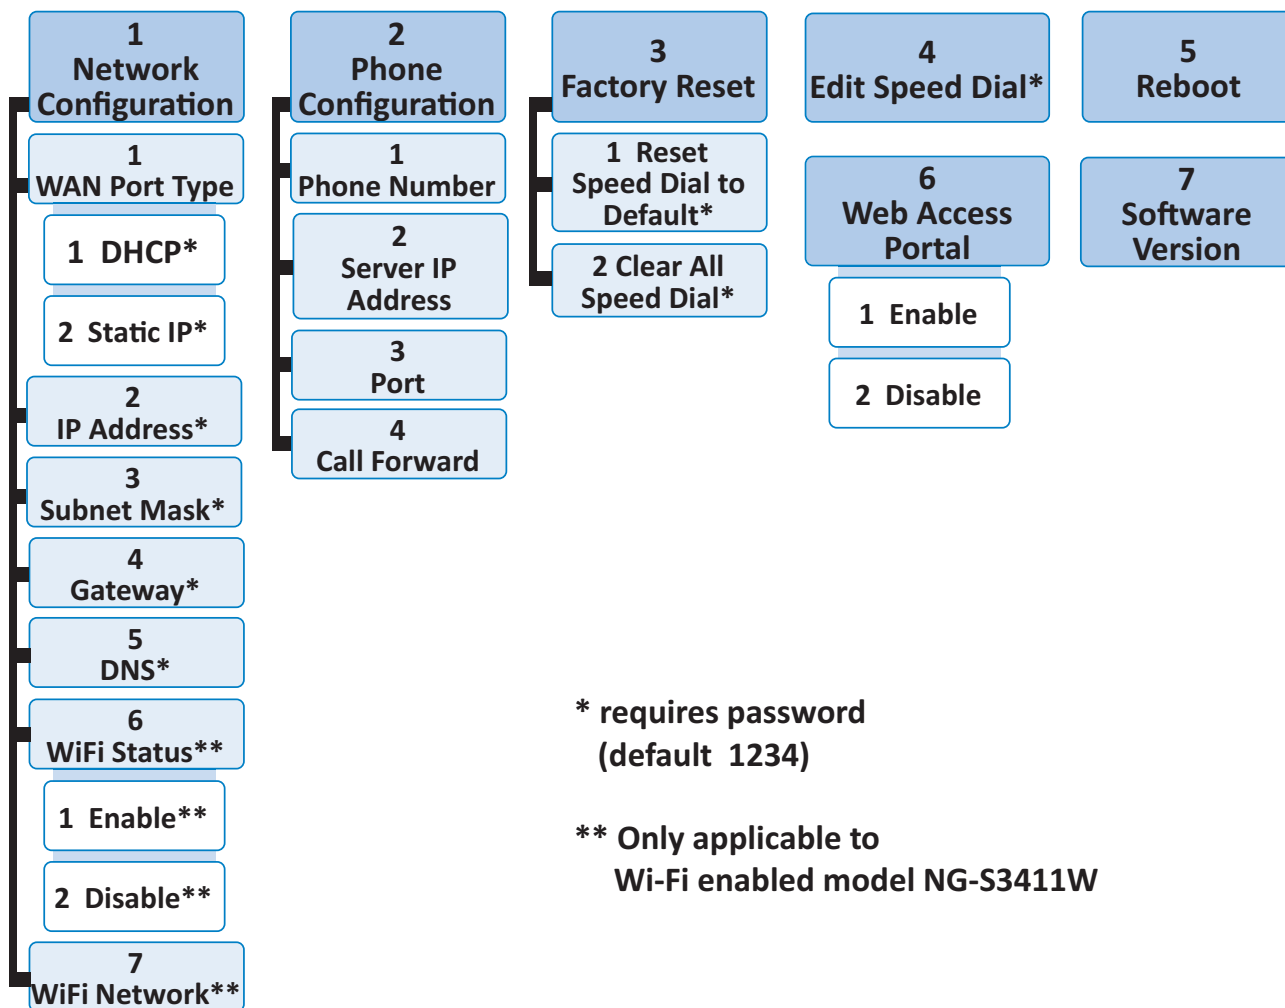 1
Network
Configuration
1
WAN Port Type
1 DHCP*
2 Static IP*
2
IP Address*
3
Subnet Mask*
4
Gateway*
5
DNS*
6
WiFi Status**
1 Enable**
2 Disable**
7
WiFi Network**
2
Phone
Configuration
1
Phone Number
2
Server IP
Address
3
Port
4
Call Forward
3
Factory Reset
1 Reset
Speed Dial to
Default*
2 Clear All
Speed Dial*
4
Edit Speed Dial*
5
Reboot
6
Web Access
Portal
1 Enable
2 Disable
7
Software
Version
* requires password
(default 1234)
** Only applicable to
Wi-Fi enabled model NG-S3411W